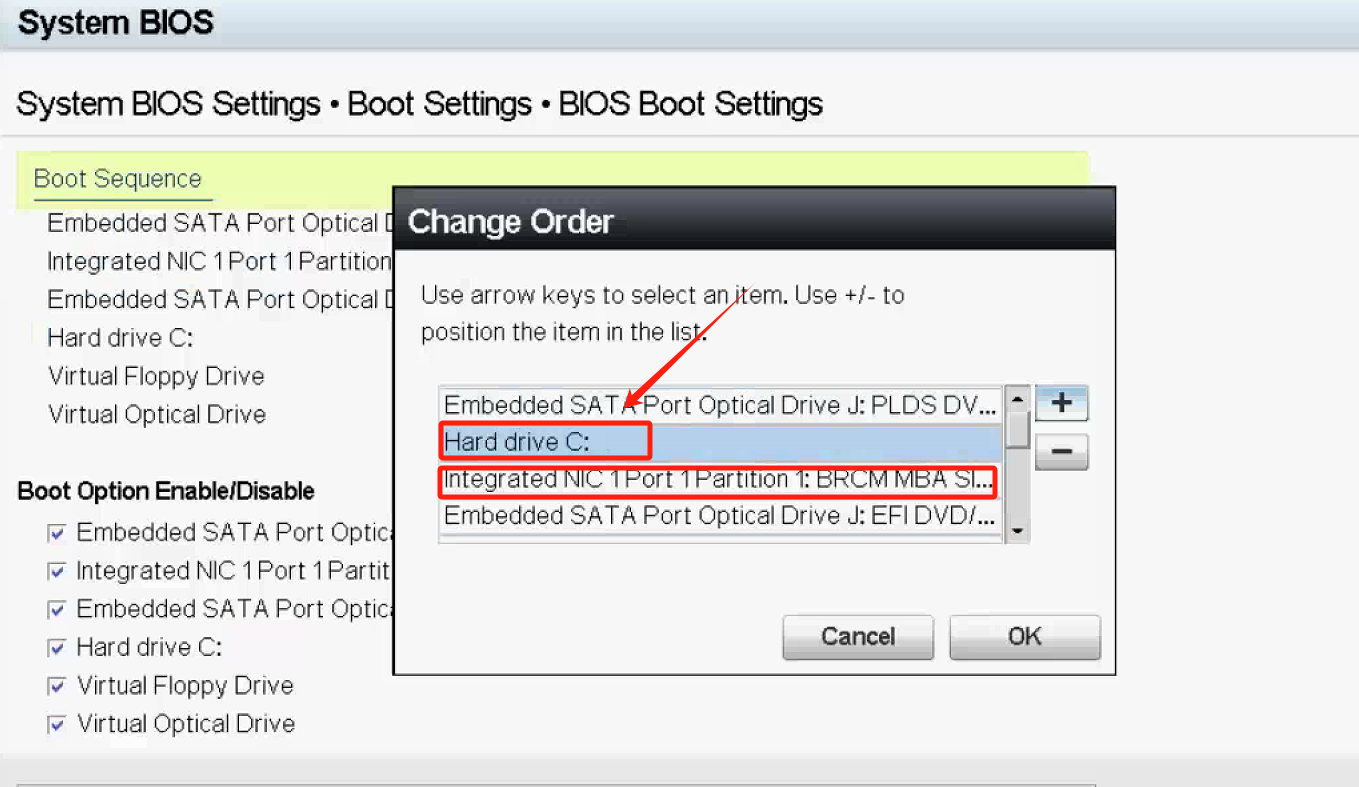 System BIOS
System BIOS Settings • Boot Settings • BIOS Boot Settings
Boot Sequence
Embedded SATA Port Optical D
Integrated NIC 1 Port 1 Partition
Embedded SATA Port Optical D
Hard drive C:
Virtual Floppy Drive
Virtual Optical Drive
Boot Option Enable/Disable
Embedded SATA Port Optica
Integrated NIC 1 Port 1 Partit
Embedded SATA Port Optica
Hard drive C:
Virtual Floppy Drive
Virtual Optical Drive
Change Order
Use arrow keys to select an item. Use +/- to
position the item in the list.
Embedded SATA Port Optical Drive J: PLDS DV...
Hard drive C:
Integrated NIC 1 Port 1 Partition 1: BRCM MBA Sl...
Embedded SATA Port Optical Drive J: EFI DVD/...
+
−
Cancel
OK